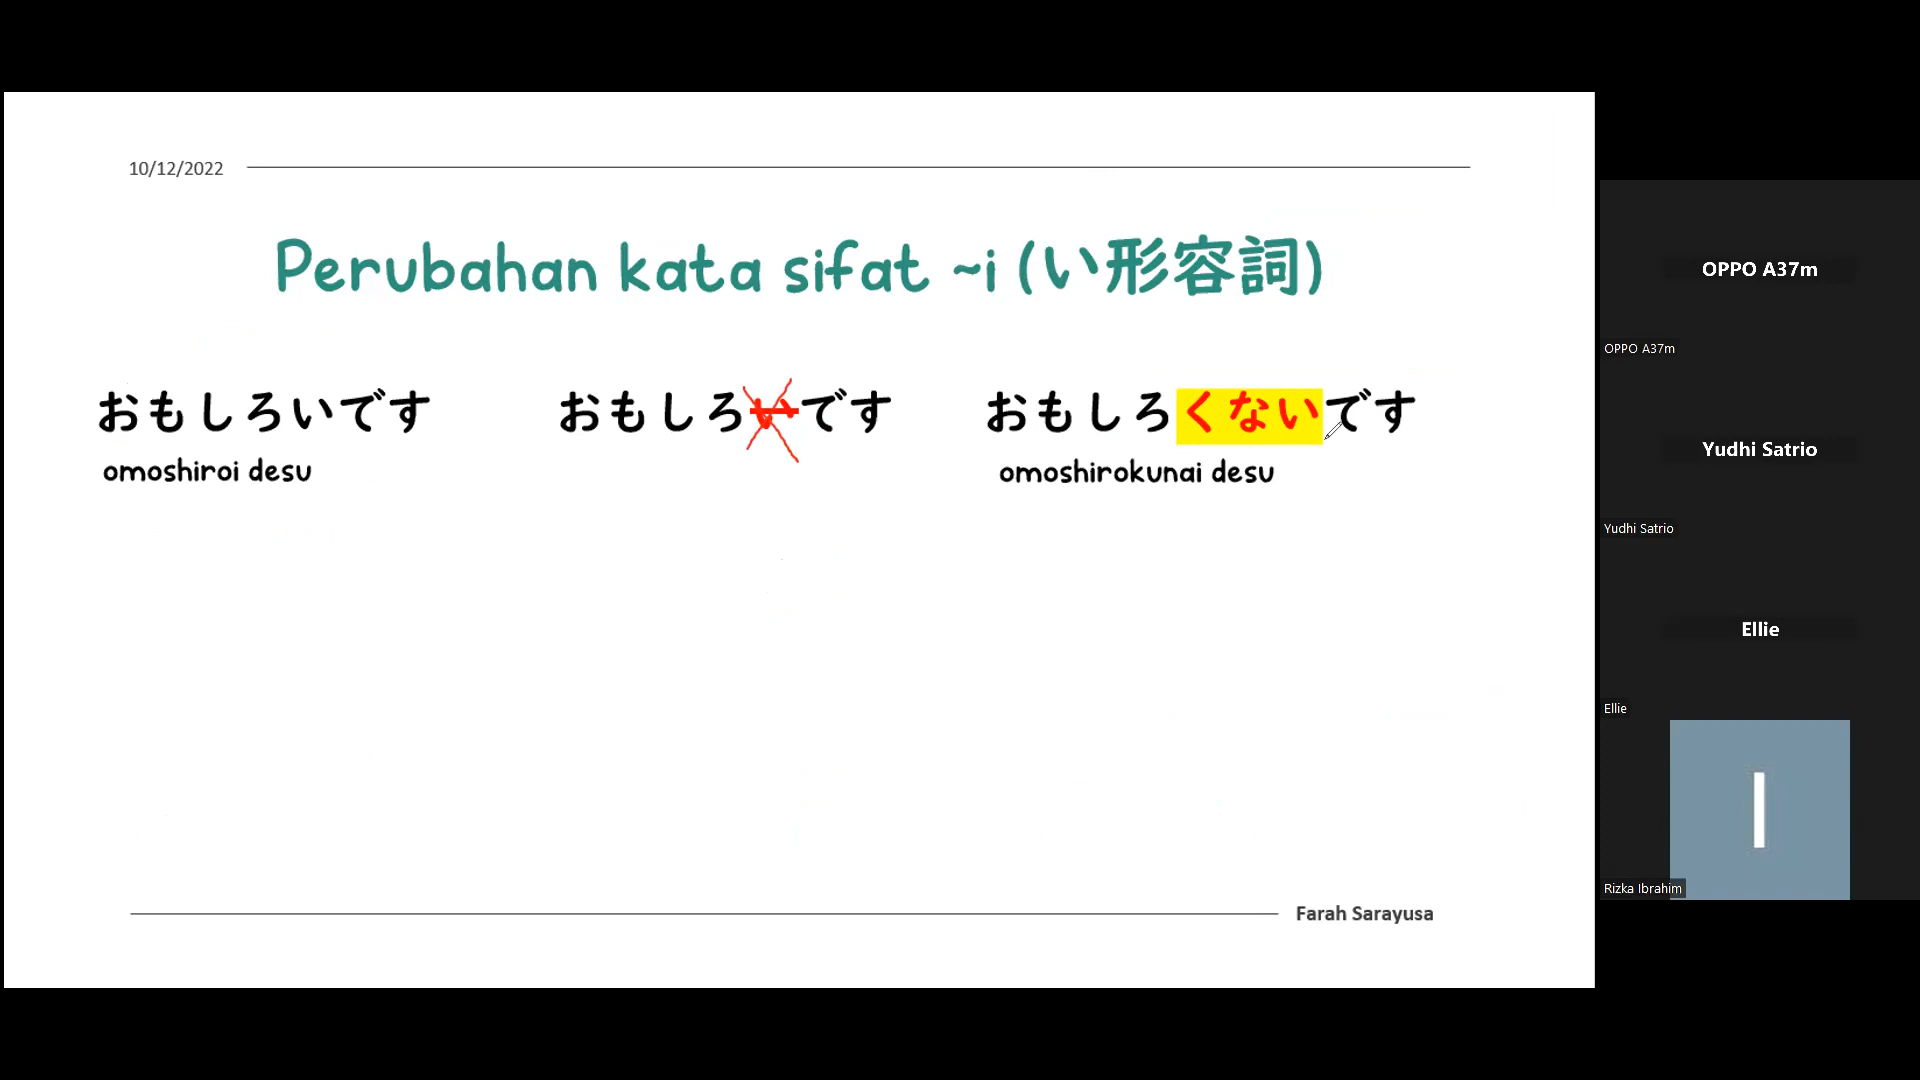 10/12/2022
Perubahan kata sifat ~i (い形容詞)
おもしろいです
omoshiroi desu
おもしろいです
おもしろくないです
omoshirokunai desu
Farah Sarayusa
OPPO A37m
OPPO A37m
Yudhi Satrio
Yudhi Satrio
Ellie
Ellie
I
Rizka Ibrahim